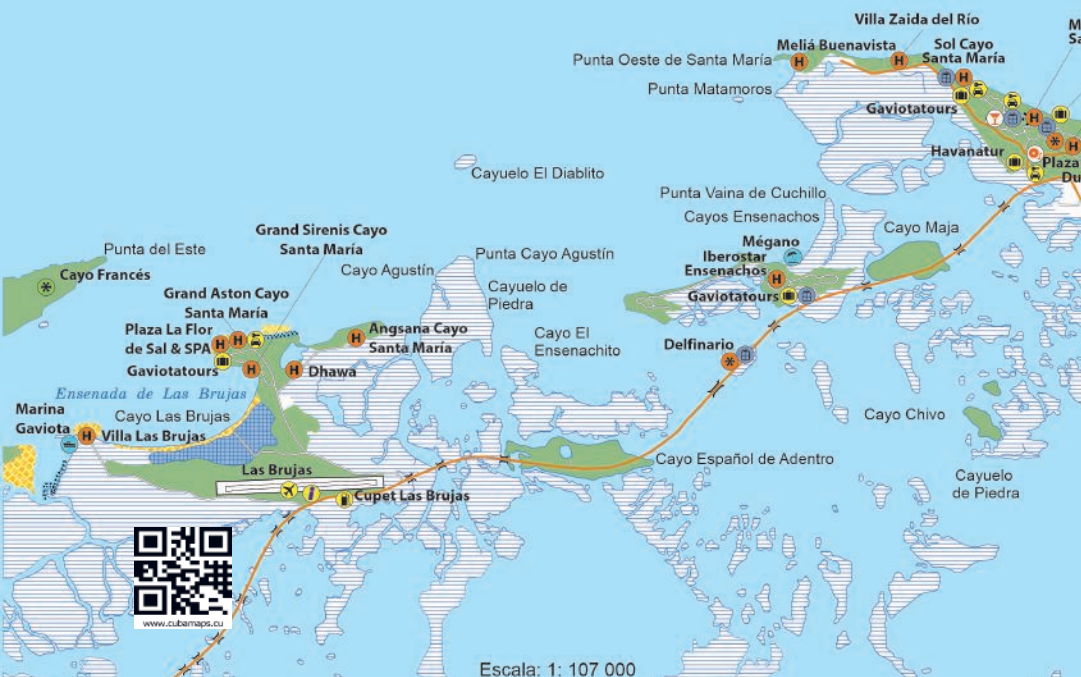 Villa Zaida del Río
M
Sa
Meliá Buenavista
Sol Cayo
Santa María
Punta Oeste de Santa María
Punta Matamoros
Gaviotatours
Havanatur
Plaza
Du
Cayuelo El Diablito
Punta Vaina de Cuchillo
Cayos Ensenachos
Cayo Maja
Mégano
Iberostar
Ensenachos
Gaviotatours
Grand Sirenis Cayo
Santa María
Punta del Este
Cayo Francés
Cayo Agustín
Punta Cayo Agustín
Cayuelo de
Piedra
Grand Aston Cayo
Santa María
Plaza La Flor
de Sal & SPA
Gaviotatours
Angsana Cayo
Santa María
Dhawa
Cayo El
Ensenachito
Delfinario
Ensenada de Las Brujas
Marina
Gaviota
Cayo Las Brujas
Villa Las Brujas
Cayo Chivo
Las Brujas
Cupet Las Brujas
Cayo Español de Adentro
Cayuelo
de Piedra
www.cubamaps.cu
Escala: 1: 107 000